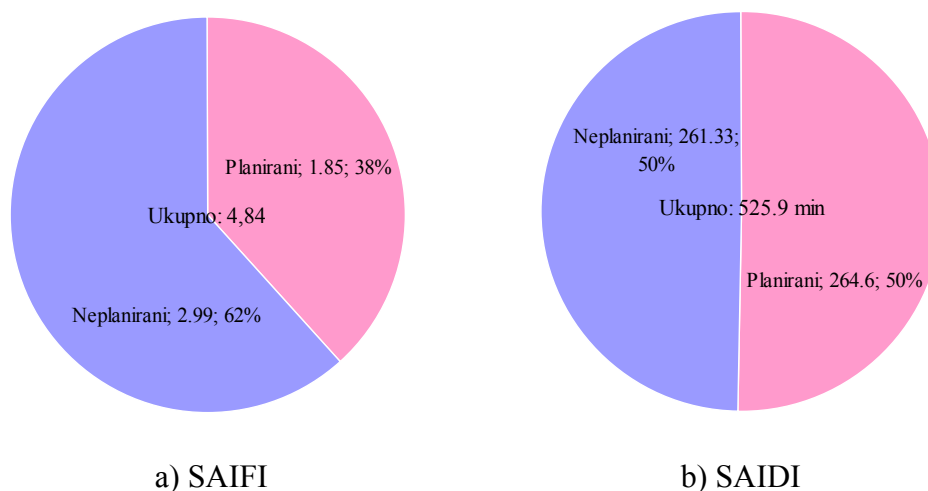 Planirani; 1.85; 38%
Ukupno: 4,84
Neplanirani; 2.99; 62%
a) SAIFI
Neplanirani; 261.33;
50%
Ukupno: 525.9 min
Planirani; 264.6; 50%
b) SAIDI